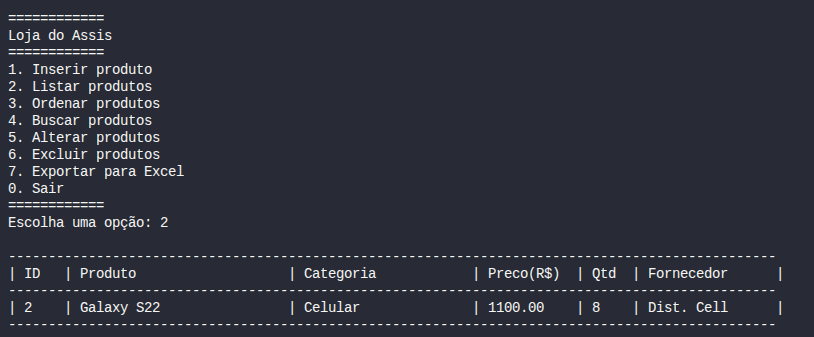 ============
Loja do Assis
============
1. Inserir produto
2. Listar produtos
3. Ordenar produtos
4. Buscar produtos
5. Alterar produtos
6. Excluir produtos
7. Exportar para Excel
0. Sair
============
Escolha uma opção: 2
------------------------------------------------------------------------------------------------
| ID   | Produto                   | Categoria            | Preco(R$)  | Qtd  | Fornecedor      |
------------------------------------------------------------------------------------------------
| 2    | Galaxy S22                | Celular              | 1100.00    | 8    | Dist. Cell      |
------------------------------------------------------------------------------------------------